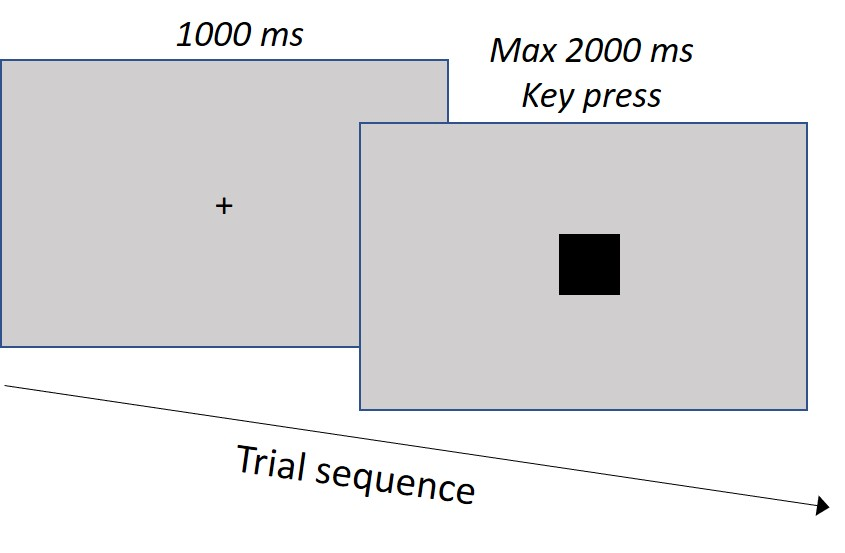 1000 ms
Max 2000 ms
Key press
+
Trial sequence